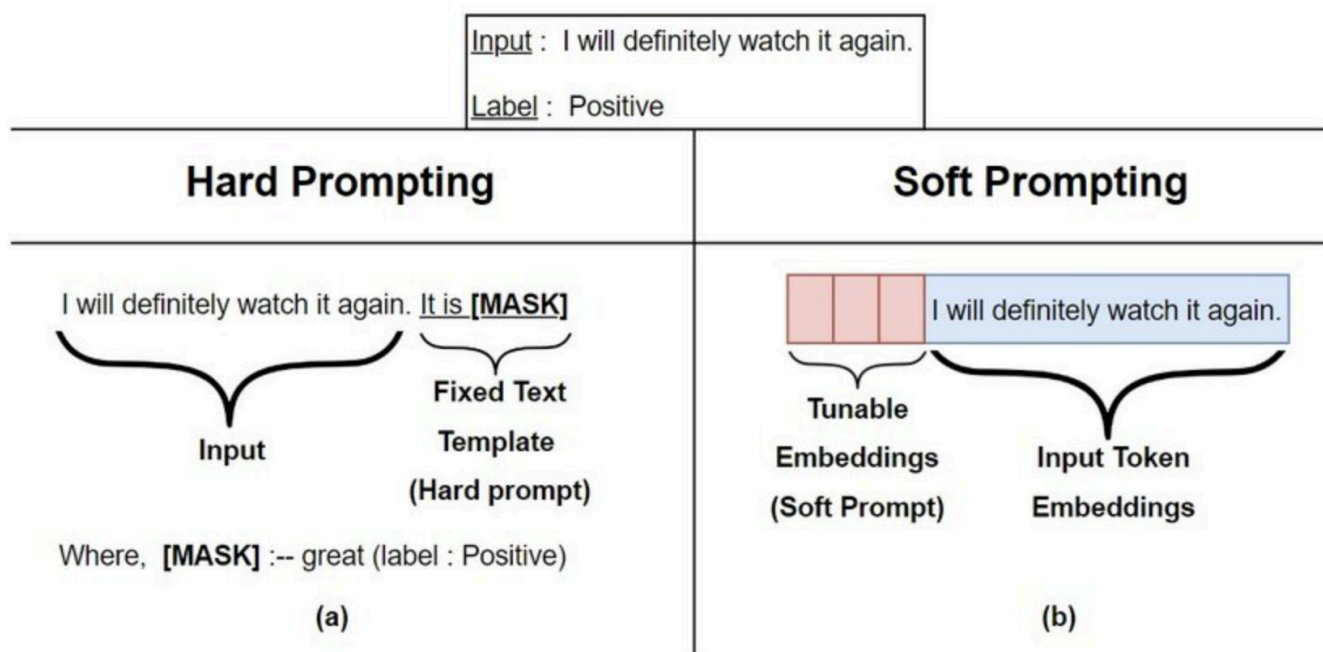 Input : I will definitely watch it again.
Label : Positive
Hard Prompting
Soft Prompting
I will definitely watch it again. It is [MASK]
Input
Fixed Text
Template
(Hard prompt)
Where, [MASK] :-- great (label : Positive)
(a)
I will definitely watch it again.
Tunable
Embeddings
(Soft Prompt)
Input Token
Embeddings
(b)